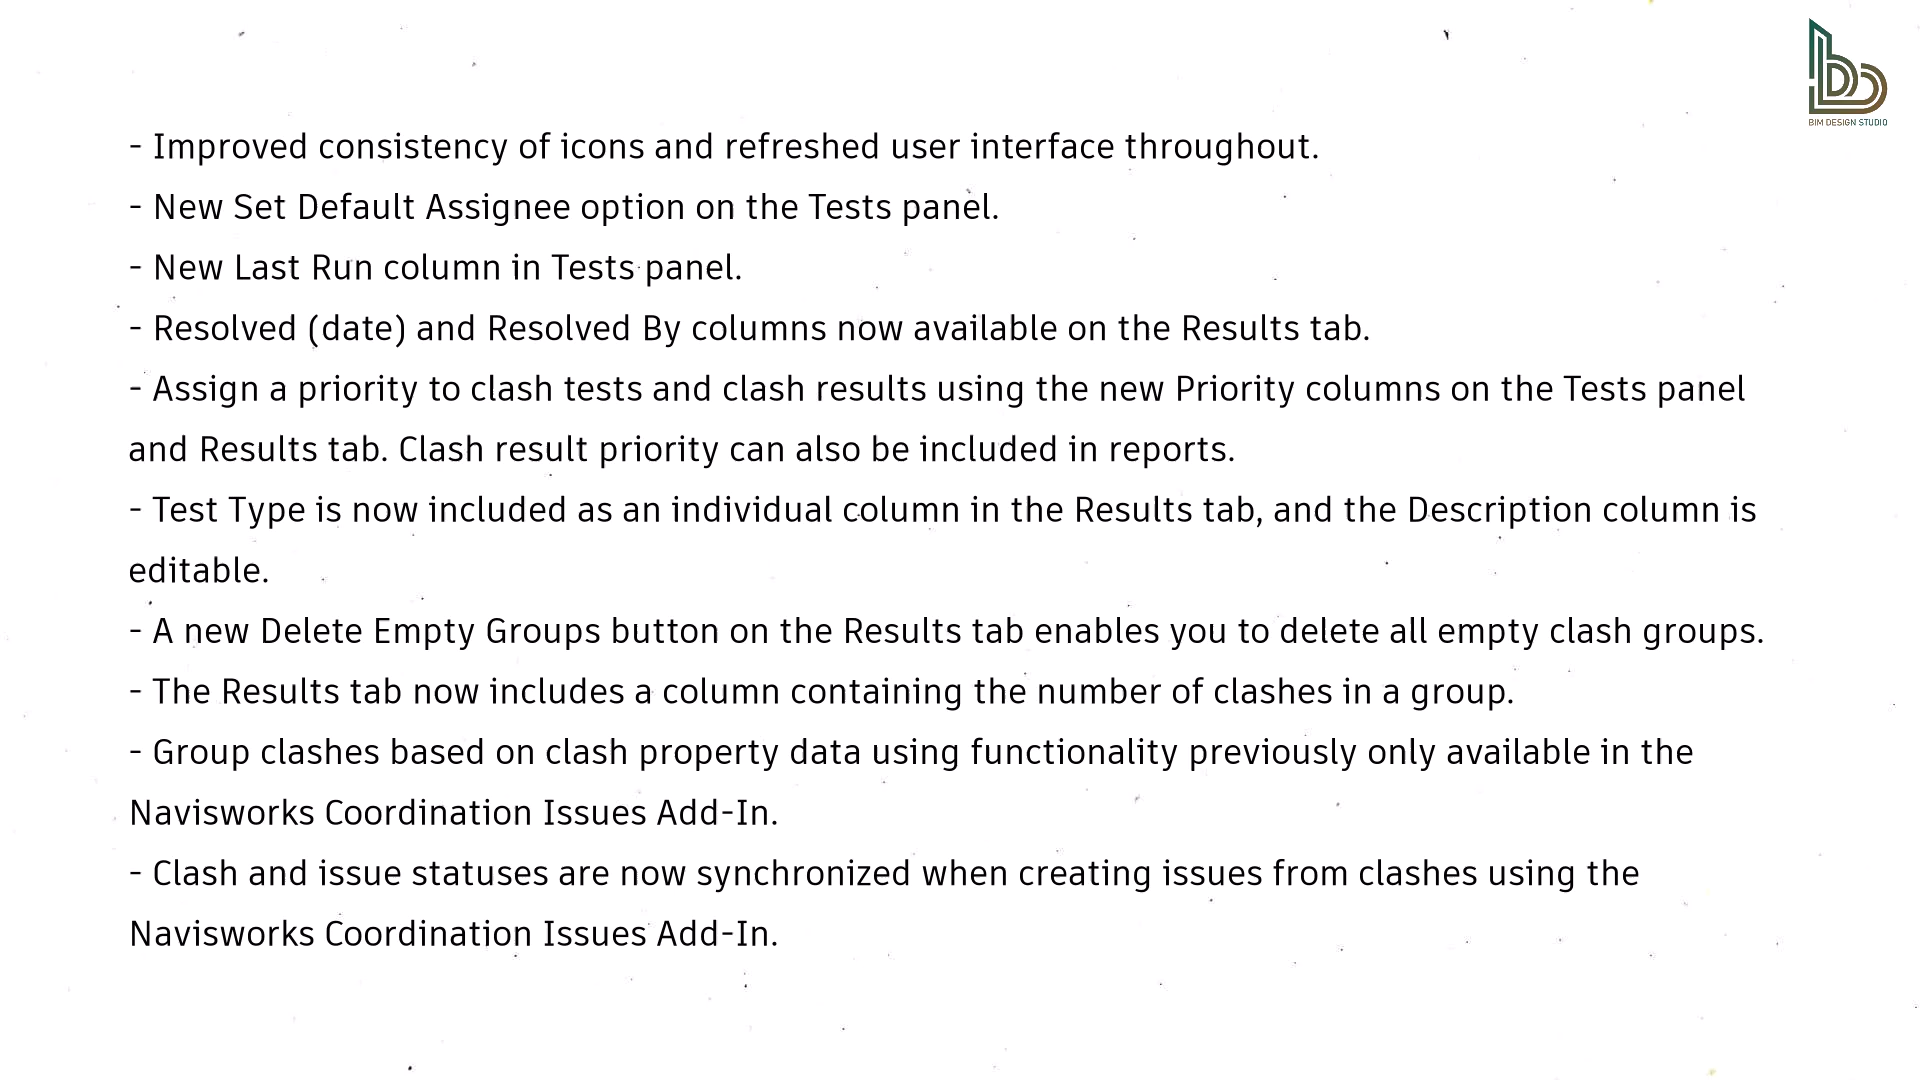 BIM DESIGN STUDIO
- Improved consistency of icons and refreshed user interface throughout.
- New Set Default Assignee option on the Tests panel.
- New Last Run column in Tests panel.
- Resolved (date) and Resolved By columns now available on the Results tab.
- Assign a priority to clash tests and clash results using the new Priority columns on the Tests panel
and Results tab. Clash result priority can also be included in reports.
- Test Type is now included as an individual column in the Results tab, and the Description column is
editable.
- A new Delete Empty Groups button on the Results tab enables you to delete all empty clash groups.
- The Results tab now includes a column containing the number of clashes in a group.
- Group clashes based on clash property data using functionality previously only available in the
Navisworks Coordination Issues Add-In.
- Clash and issue statuses are now synchronized when creating issues from clashes using the
Navisworks Coordination Issues Add-In.